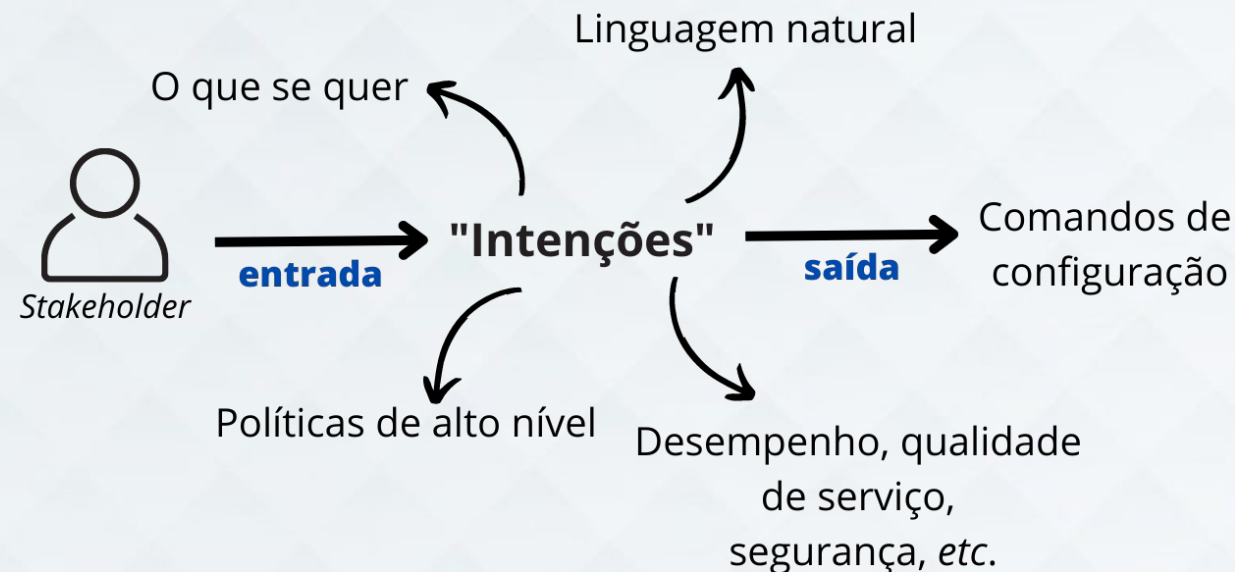 Linguagem natural
O que se quer
"Intenções"
entrada
saída
Comandos de
configuração
Stakeholder
Políticas de alto nível
Desempenho, qualidade
de serviço,
segurança, etc.